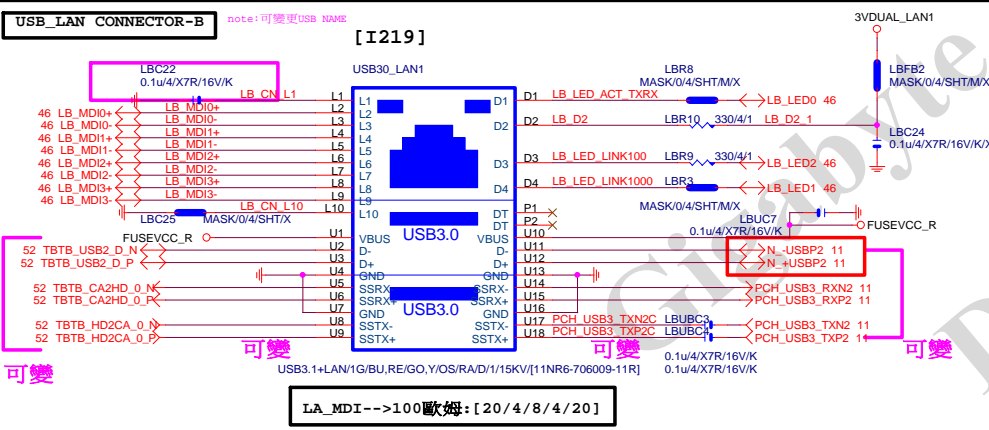 USB_LAN CONNECTOR-B
note:可變更USB NAME
[I219]
3VDUAL_LAN1
LBC22
0.1u/4/X7R/16V/K
USB30_LAN1
LBR8
MASK/0/4/SHT/M/X
LBFB2
MASK/0/4/SHT/M/X
LB_CN_L1 L1 L1 D1 D1 LB_LED_ACT_TXRX LB_LED0 46
46 LB_MDI0+ LB_MDI0+ L2 L2
46 LB_MDI0- LB_MDI0- L3 L3 D2 D2 LB_D2 LBR10 330/4/1 LB_D2_1
46 LB_MDI1+ LB_MDI1+ L4 L4
46 LB_MDI1- LB_MDI1- L5 L5
LBC24
0.1u/4/X7R/16V/K/X
46 LB_MDI2+ LB_MDI2+ L6 L6 D3 D3 LB_LED_LINK100 LBR9 330/4/1 LB_LED2 46
46 LB_MDI2- LB_MDI2- L7 L7
46 LB_MDI3+ LB_MDI3+ L8 L8 D4 D4 LB_LED_LINK1000 LBR3 LB_LED1 46
46 LB_MDI3- LB_MDI3- L9 L9
MASK/0/4/SHT/M/X
LB_CN_L10 L10 L10 DT P1
LBC25 MASK/0/4/SHT/X DT P2
LBUC7
0.1u/4/X7R/16V/K
FUSEVCC_R
FUSEVCC_R U1 VBUS USB3.0 VBUS U10
52 TBTB_USB2_D_N U2 D- D- U11 N_-USBP2 11
52 TBTB_USB2_D_P U3 D+ D+ U12 N_+USBP2 11
U4 GND GND U13
52 TBTB_CA2HD_0_N U5 SSRX- SSRX- U14 PCH_USB3_RXN2 11
52 TBTB_CA2HD_0_P U6 SSRX+ SSRX+ U15 PCH_USB3_RXP2 11
U7 GND USB3.0 GND U16
52 TBTB_HD2CA_0_N U8 SSTX- SSTX- U17 PCH_USB3_TXN2C LBUBC3 PCH_USB3_TXN2 11
52 TBTB_HD2CA_0_P U9 SSTX+ SSTX+ U18 PCH_USB3_TXP2C LBUBC4 PCH_USB3_TXP2 1
可變
可變
可變
可變
0.1u/4/X7R/16V/K
0.1u/4/X7R/16V/K
USB3.1+LAN/1G/BU,RE/GO,Y/OS/RA/D/1/15KV/[11NR6-706009-11R]
LA_MDI-->100歐姆:[20/4/8/4/20]
Gigabyte